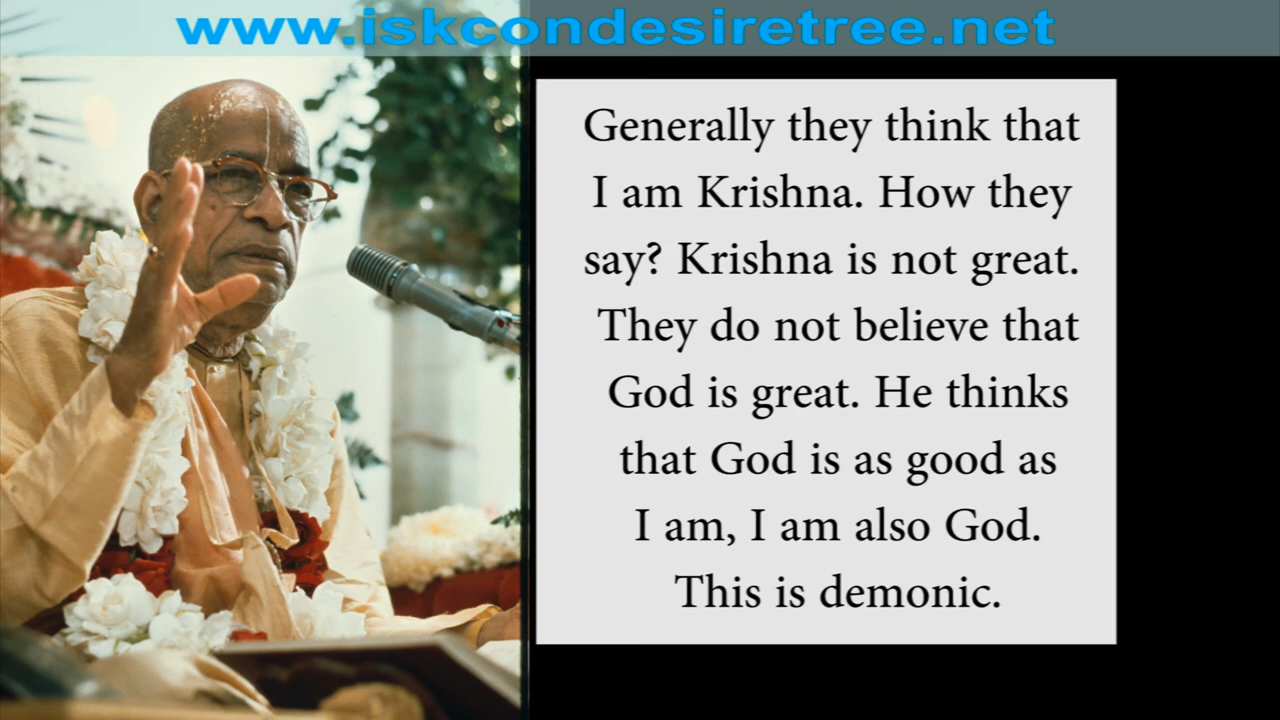 www.iskcondesiretree.net
Generally they think that
I am Krishna. How they
say? Krishna is not great.
They do not believe that
God is great. He thinks
that God is as good as
I am, I am also God.
This is demonic.